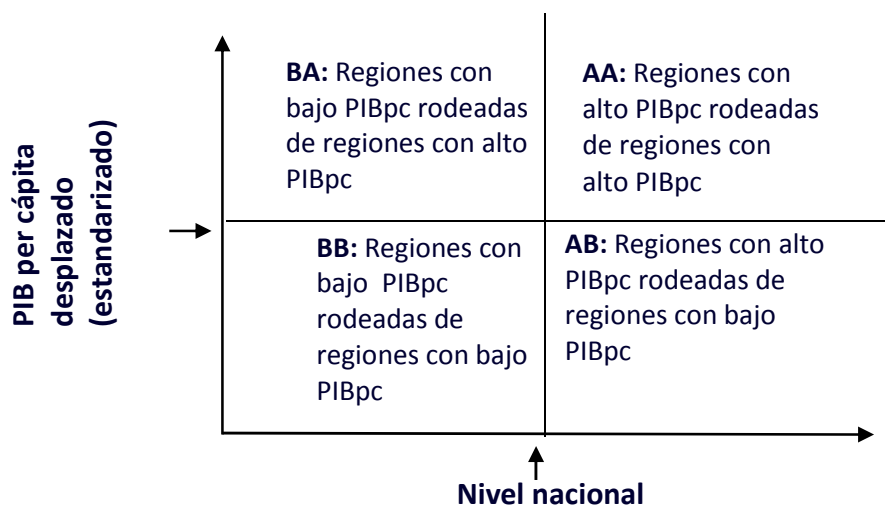 PIB per cápita
desplazado
(estandarizado)
BA: Regiones con
bajo PIBpc rodeadas
de regiones con alto
PIBpc
AA: Regiones con
alto PIBpc rodeadas
de regiones con
alto PIBpc
BB: Regiones con
bajo PIBpc
rodeadas de
regiones con bajo
PIBpc
AB: Regiones con alto
PIBpc rodeadas de
regiones con bajo
PIBpc
Nivel nacional